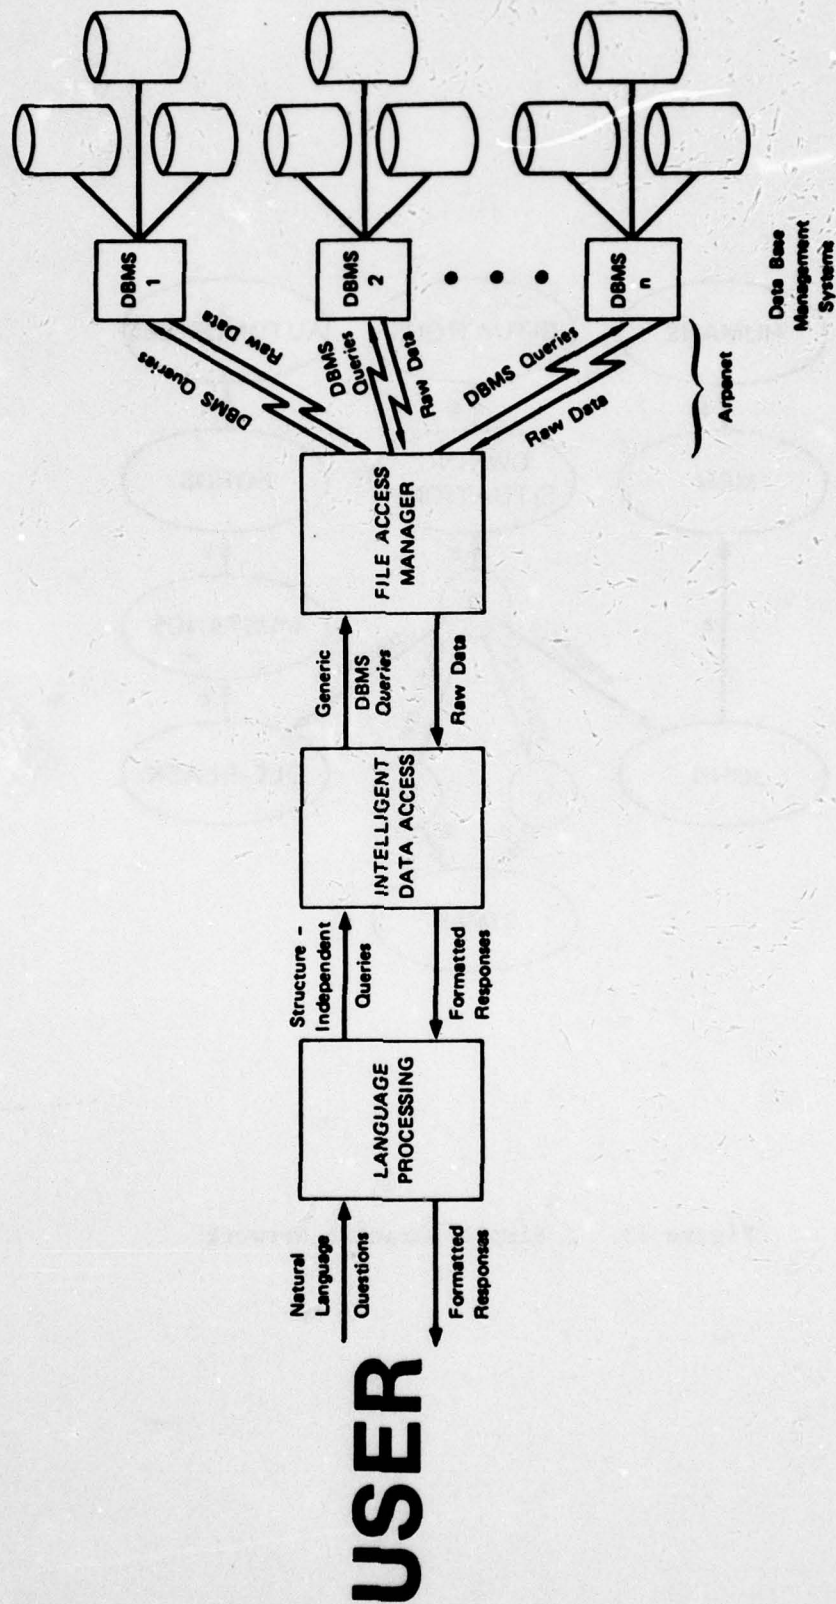 USER
Natural
Language
Questions
Formatted
Responses
LANGUAGE
PROCESSING
Structure -
Independent
Queries
Formatted
Responses
INTELLIGENT
DATA ACCESS
Generic
DBMS
Queries
Raw Data
FILE ACCESS
MANAGER
DBMS Queries
Raw Data
DBMS
Queries
Raw Data
DBMS Queries
Raw Data
Arpanet
DBMS
1
DBMS
2
DBMS
n
Data Base
Management
Systems